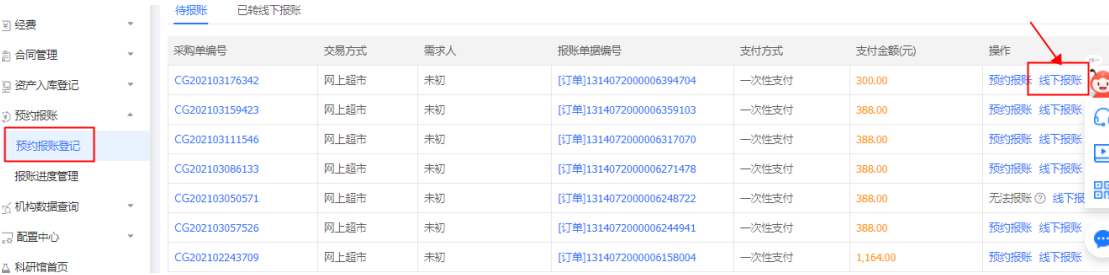 待报账 已转线下报账
经费
合同管理
资产入库登记
预约报账
预约报账登记
报账进度管理
机构数据查询
配置中心
科研馆首页
采购单编号 交易方式 需求人 报账单据编号 支付方式 支付金额(元) 操作
CG202103176342 网上超市 未初 [订单]1314072000006394704 一次性支付 300.00 预约报账 线下报账
CG202103159423 网上超市 未初 [订单]1314072000006359103 一次性支付 388.00 预约报账 线下报账
CG202103111546 网上超市 未初 [订单]1314072000006317070 一次性支付 388.00 预约报账 线下报账
CG202103086133 网上超市 未初 [订单]1314072000006271478 一次性支付 388.00 预约报账 线下报账
CG202103050571 网上超市 未初 [订单]1314072000006248722 一次性支付 388.00 无法报账 线下报
CG202103057526 网上超市 未初 [订单]1314072000006244941 一次性支付 388.00 预约报账 线下报账
CG202102243709 网上超市 未初 [订单]1314072000006158004 一次性支付 1,164.00 预约报账 线下报账